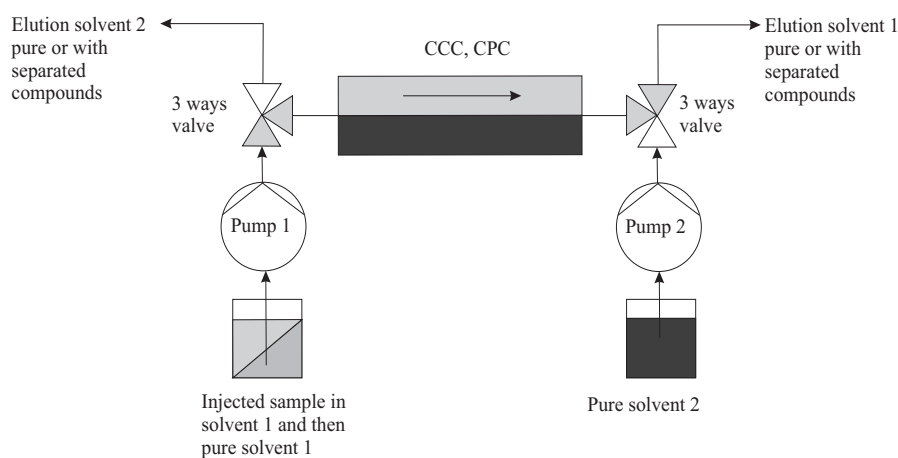 Elution solvent 2
pure or with
separated
compounds
CCC, CPC
Elution solvent 1
pure or with
separated
compounds
3 ways
valve
3 ways
valve
Pump 1
Pump 2
Injected sample in
solvent 1 and then
pure solvent 1
Pure solvent 2